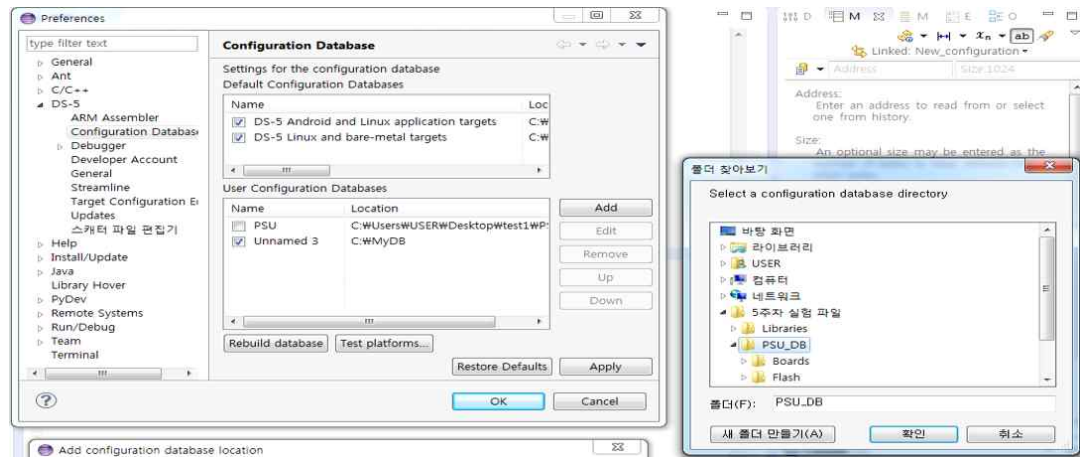 Preferences
type filter text
General
Ant
C/C++
DS-5
ARM Assembler
Configuration Databas
Debugger
Developer Account
General
Streamline
Target Configuration E
Updates
스캐터 파일 편집기
Help
Install/Update
Java
Library Hover
PyDev
Remote Systems
Run/Debug
Team
Terminal
Configuration Database
Settings for the configuration database
Default Configuration Databases
Name Loc
DS-5 Android and Linux application targets C:₩
DS-5 Linux and bare-metal targets C:₩
User Configuration Databases
Name Location
PSU C:₩Users₩USER₩Desktop₩test1₩P
Unnamed 3 C:₩MyDB
Add
Edit
Remove
Up
Down
Rebuild database Test platforms...
Restore Defaults Apply
OK Cancel
Add configuration database location
D M M E O
Linked: New_configuration
Address Size:1024
Address:
Enter an address to read from or select
one from history.
Size:
An optional size may be entered as the
폴더 찾아보기
Select a configuration database directory
바탕 화면
라이브러리
USER
컴퓨터
네트워크
5주차 실험 파일
Libraries
PSU_DB
Boards
Flash
폴더(F): PSU_DB
새 폴더 만들기(A) 확인 취소